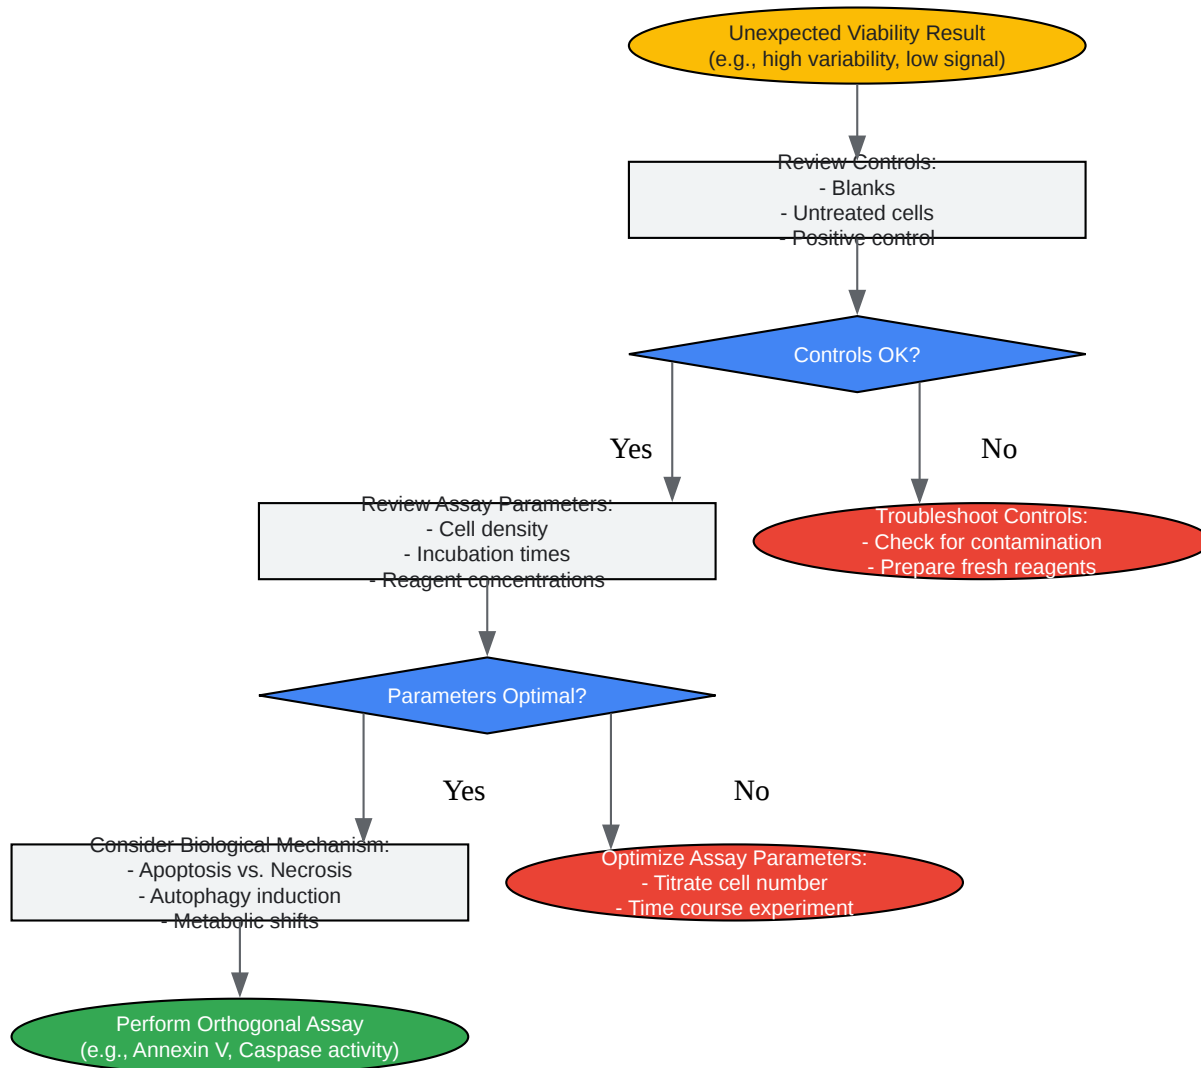 Unexpected Viability Result
(e.g., high variability, low signal)
Review Controls:
- Blanks
- Untreated cells
- Positive control
Controls OK?
Yes
No
Review Assay Parameters:
- Cell density
- Incubation times
- Reagent concentrations
Troubleshoot Controls:
- Check for contamination
- Prepare fresh reagents
Parameters Optimal?
Yes
No
Consider Biological Mechanism:
- Apoptosis vs. Necrosis
- Autophagy induction
- Metabolic shifts
Optimize Assay Parameters:
- Titrate cell number
- Time course experiment
Perform Orthogonal Assay
(e.g., Annexin V, Caspase activity)